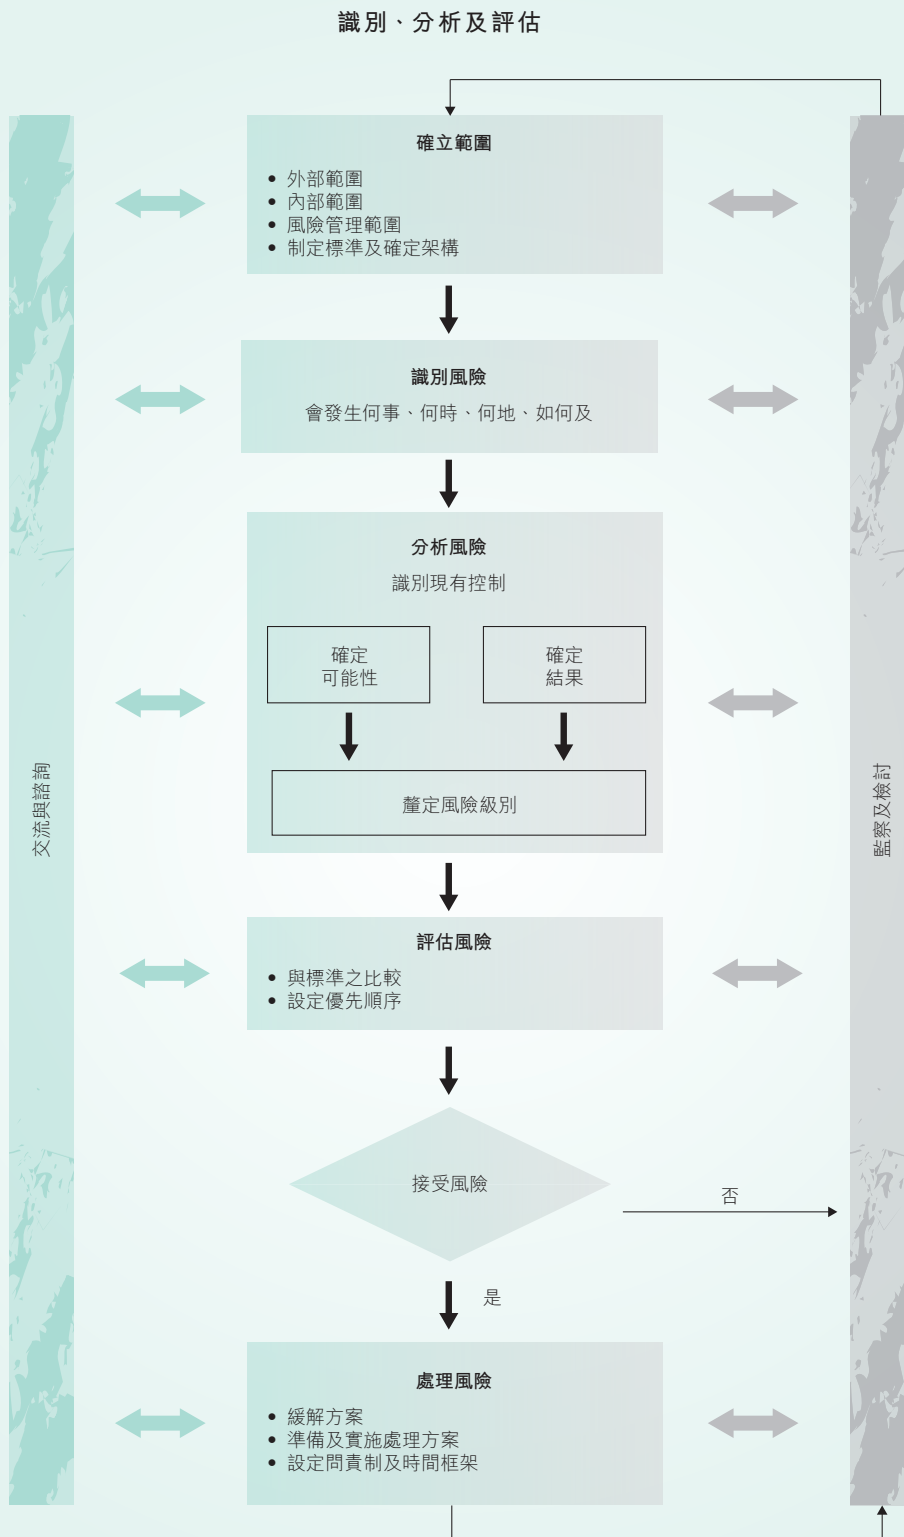 識別、分析及評估
確立範圍
• 外部範圍
• 內部範圍
• 風險管理範圍
• 制定標準及確定架構
識別風險
會發生何事、何時、何地、如何及
分析風險
識別現有控制
確定
可能性
確定
結果
釐定風險級別
交流與諮詢
監察及檢討
評估風險
• 與標準之比較
• 設定優先順序
接受風險
否
是
處理風險
• 緩解方案
• 準備及實施處理方案
• 設定問責制及時間框架